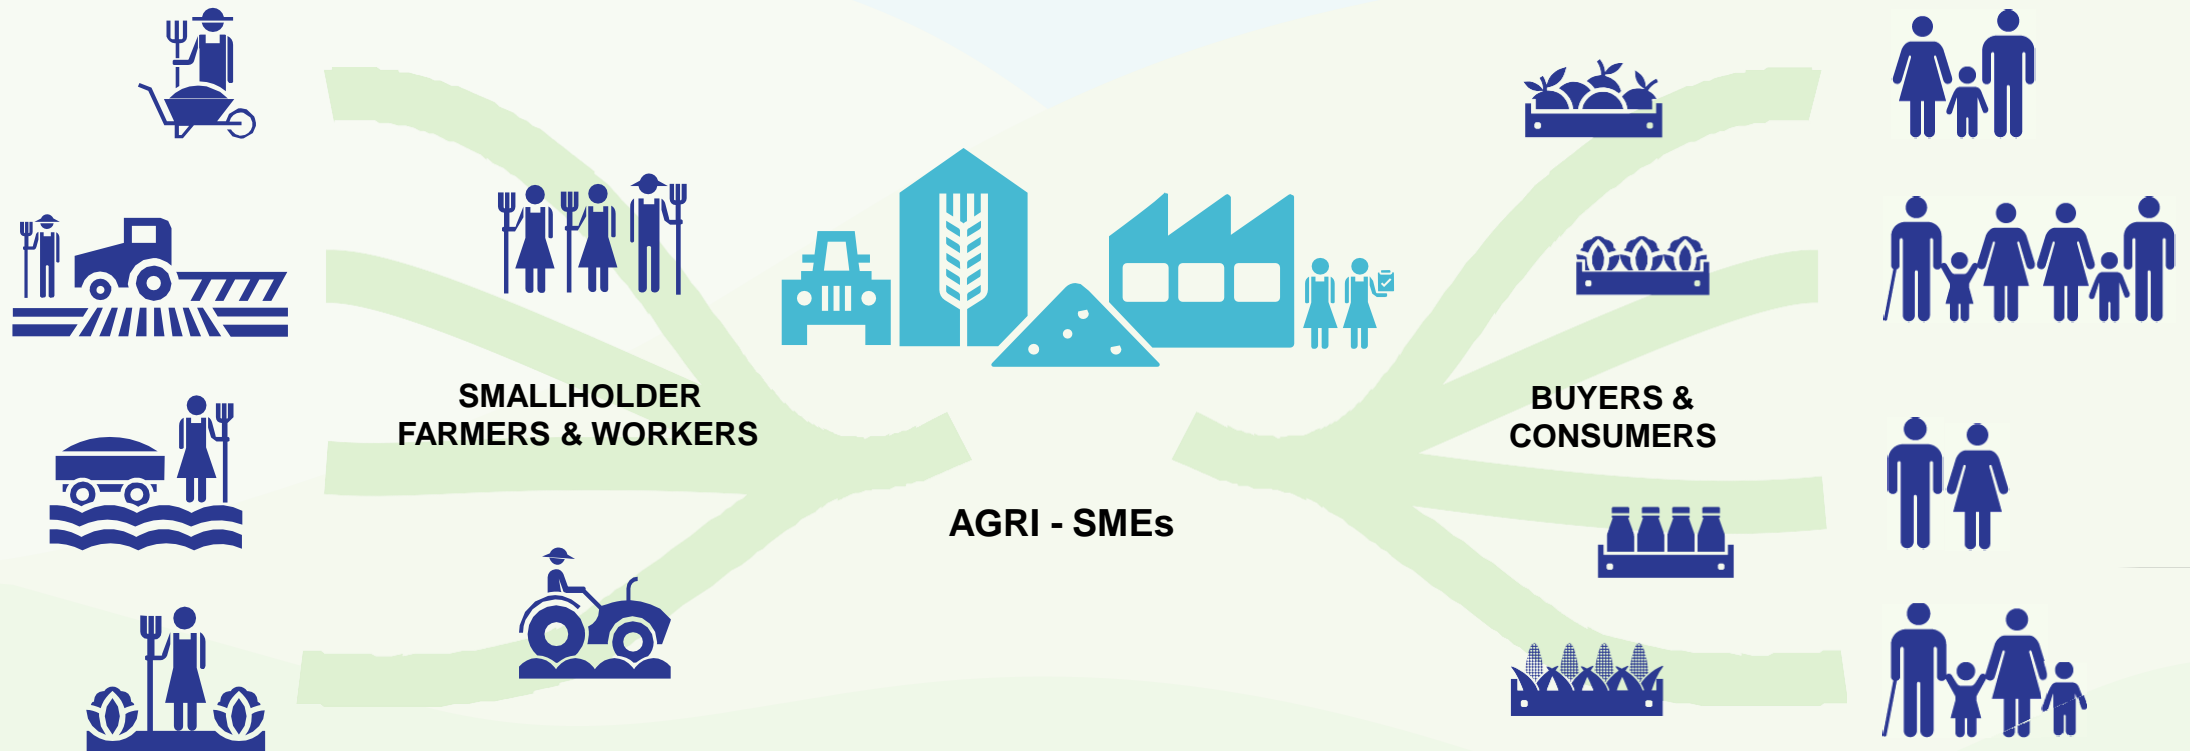 SMALLHOLDER
FARMERS & WORKERS
AGRI - SMEs
BUYERS &
CONSUMERS